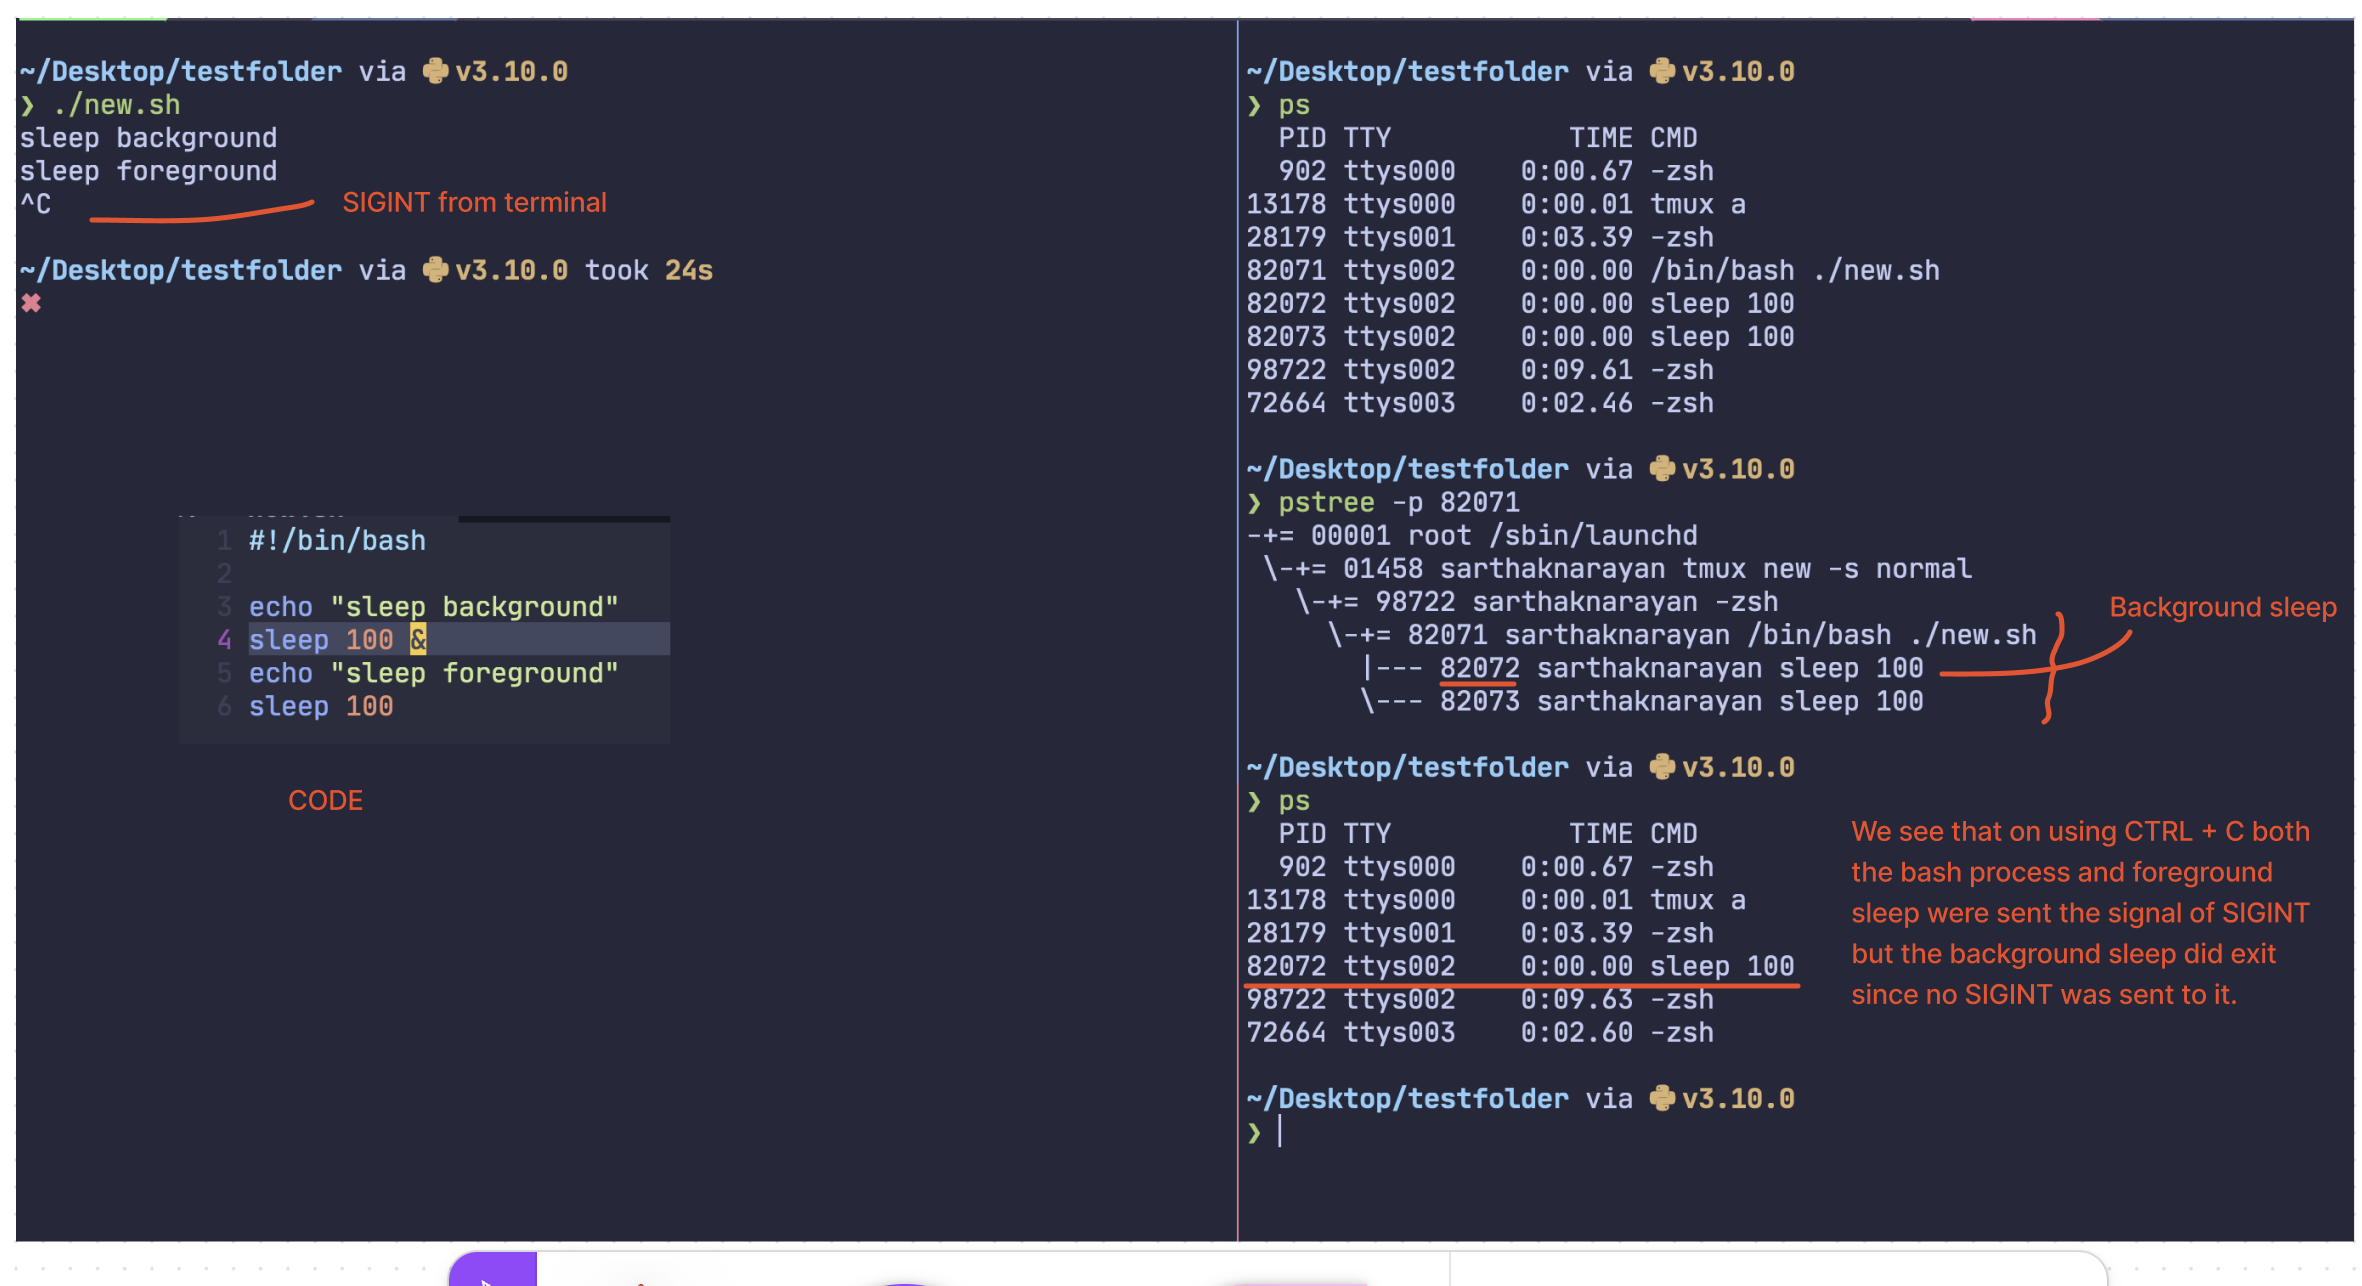 ~/Desktop/testfolder via v3.10.0
❯ ./new.sh
sleep background
sleep foreground
^C
SIGINT from terminal
~/Desktop/testfolder via v3.10.0 took 24s
✖
1 #!/bin/bash
2
3 echo "sleep background"
4 sleep 100 &
5 echo "sleep foreground"
6 sleep 100
CODE
~/Desktop/testfolder via v3.10.0
❯ ps
PID TTY TIME CMD
902 ttys000 0:00.67 -zsh
13178 ttys000 0:00.01 tmux a
28179 ttys001 0:03.39 -zsh
82071 ttys002 0:00.00 /bin/bash ./new.sh
82072 ttys002 0:00.00 sleep 100
82073 ttys002 0:00.00 sleep 100
98722 ttys002 0:09.61 -zsh
72664 ttys003 0:02.46 -zsh
~/Desktop/testfolder via v3.10.0
❯ pstree -p 82071
-+= 00001 root /sbin/launchd
\-+= 01458 sarthaknarayan tmux new -s normal
\-+= 98722 sarthaknarayan -zsh
\-+= 82071 sarthaknarayan /bin/bash ./new.sh
|--- 82072 sarthaknarayan sleep 100
\--- 82073 sarthaknarayan sleep 100
Background sleep
~/Desktop/testfolder via v3.10.0
❯ ps
PID TTY TIME CMD
902 ttys000 0:00.67 -zsh
13178 ttys000 0:00.01 tmux a
28179 ttys001 0:03.39 -zsh
82072 ttys002 0:00.00 sleep 100
98722 ttys002 0:09.63 -zsh
72664 ttys003 0:02.60 -zsh
We see that on using CTRL + C both
the bash process and foreground
sleep were sent the signal of SIGINT
but the background sleep did exit
since no SIGINT was sent to it.
~/Desktop/testfolder via v3.10.0
❯